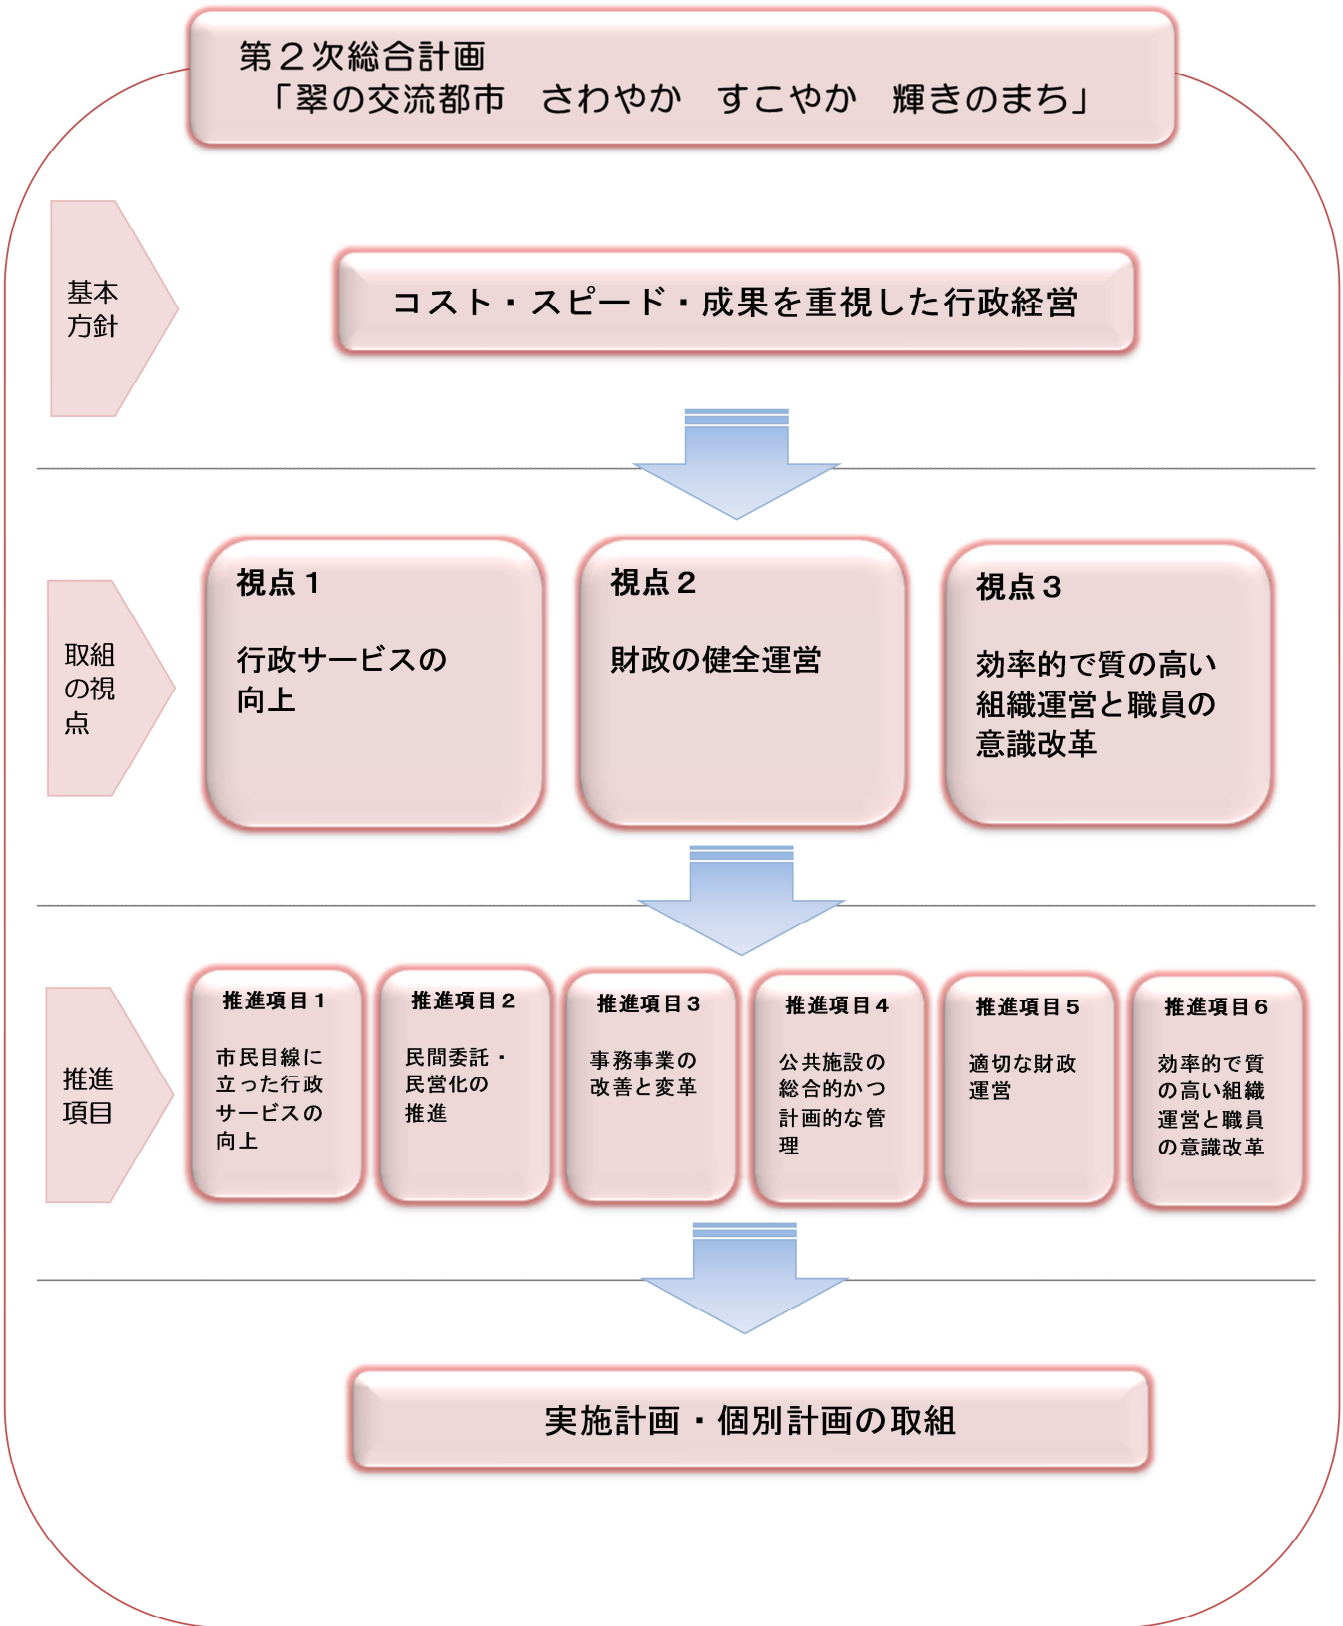 第２次総合計画
「翠の交流都市　さわやか　すこやか　輝きのまち」
基本
方針
コスト・スピード・成果を重視した行政経営
取組
の視
点
視点１
行政サービスの
向上
視点２
財政の健全運営
視点３
効率的で質の高い
組織運営と職員の
意識改革
推進
項目
推進項目１
市民目線に
立った行政
サービスの
向上
推進項目２
民間委託・
民営化の
推進
推進項目３
事務事業の
改善と変革
推進項目４
公共施設の
総合的かつ
計画的な管
理
推進項目５
適切な財政
運営
推進項目６
効率的で質
の高い組織
運営と職員
の意識改革
実施計画・個別計画の取組